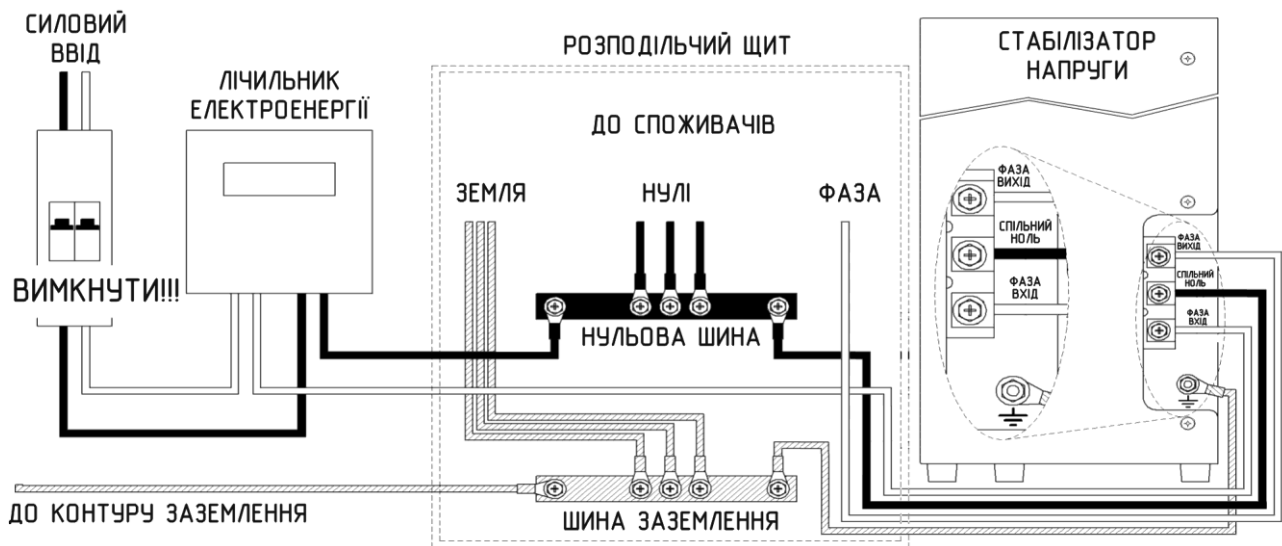 СИЛОВИЙ
ВВІД
ВИМКНУТИ!!!
ЛІЧИЛЬНИК
ЕЛЕКТРОЕНЕРГІЇ
РОЗПОДІЛЬЧИЙ ЩИТ
ДО СПОЖИВАЧІВ
ЗЕМЛЯ
НУЛІ
ФАЗА
НУЛЬОВА ШИНА
ШИНА ЗАЗЕМЛЕННЯ
ДО КОНТУРУ ЗАЗЕМЛЕННЯ
СТАБІЛІЗАТОР
НАПРУГИ
ФАЗА
ВИХІД
СПІЛЬНИЙ
НОЛЬ
ФАЗА
ВХІД
ФАЗА
ВИХІД
СПІЛЬНИЙ
НОЛЬ
ФАЗА
ВХІД